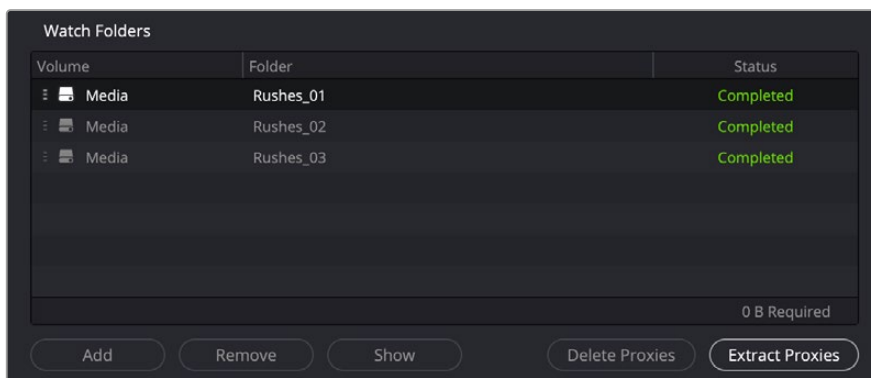 Watch Folders
Volume Folder Status
Media Rushes_01 Completed
Media Rushes_02 Completed
Media Rushes_03 Completed
0 B Required
Add Remove Show Delete Proxies Extract Proxies